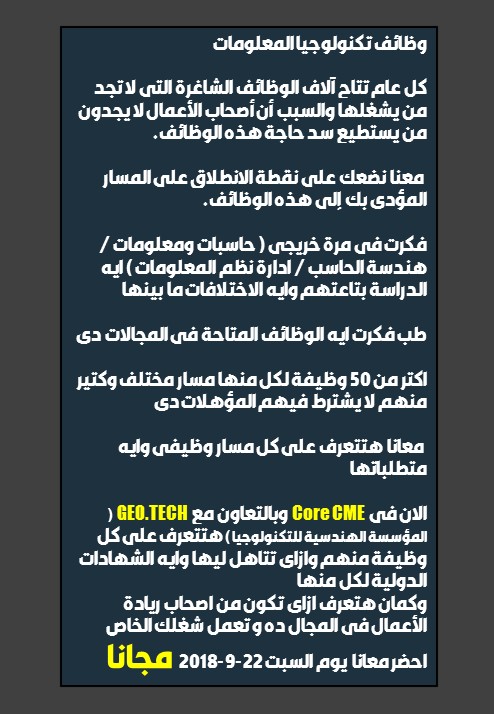 وظائف تكنولوجيا المعلومات
كل عام تتاح آلاف الوظائف الشاغرة التى لا تجد
من يشغلها والسبب أن أصحاب الأعمال لا يجدون
من يستطيع سد حاجة هذه الوظائف.
معنا نضعك على نقطة الانطلاق على المسار
المؤدى بك إلى هذه الوظائف.
فكرت فى مرة خريجى ( حاسبات ومعلومات /
هندسة الحاسب / ادارة نظم المعلومات ) ايه
الدراسة بتاعتهم وايه الاختلافات ما بينها
طب فكرت ايه الوظائف المتاحة فى المجالات دى
اكتر من 50 وظيفة لكل منها مسار مختلف وكتير
منهم لا يشترط فيهم المؤهلات دى
معانا هتتعرف على كل مسار وظيفى وايه
متطلباتها
الان فى Core CME وبالتعاون مع GEO.TECH (
المؤسسة الهندسية للتكنولوجيا ) هتتعرف على كل
وظيفة منهم وازاى تتاهل ليها وايه الشهادات
الدولية لكل منها
وكمان هتعرف ازاى تكون من اصحاب ريادة
الأعمال فى المجال ده و تعمل شغلك الخاص
احضر معانا يوم السبت 22-9-2018 مجانا